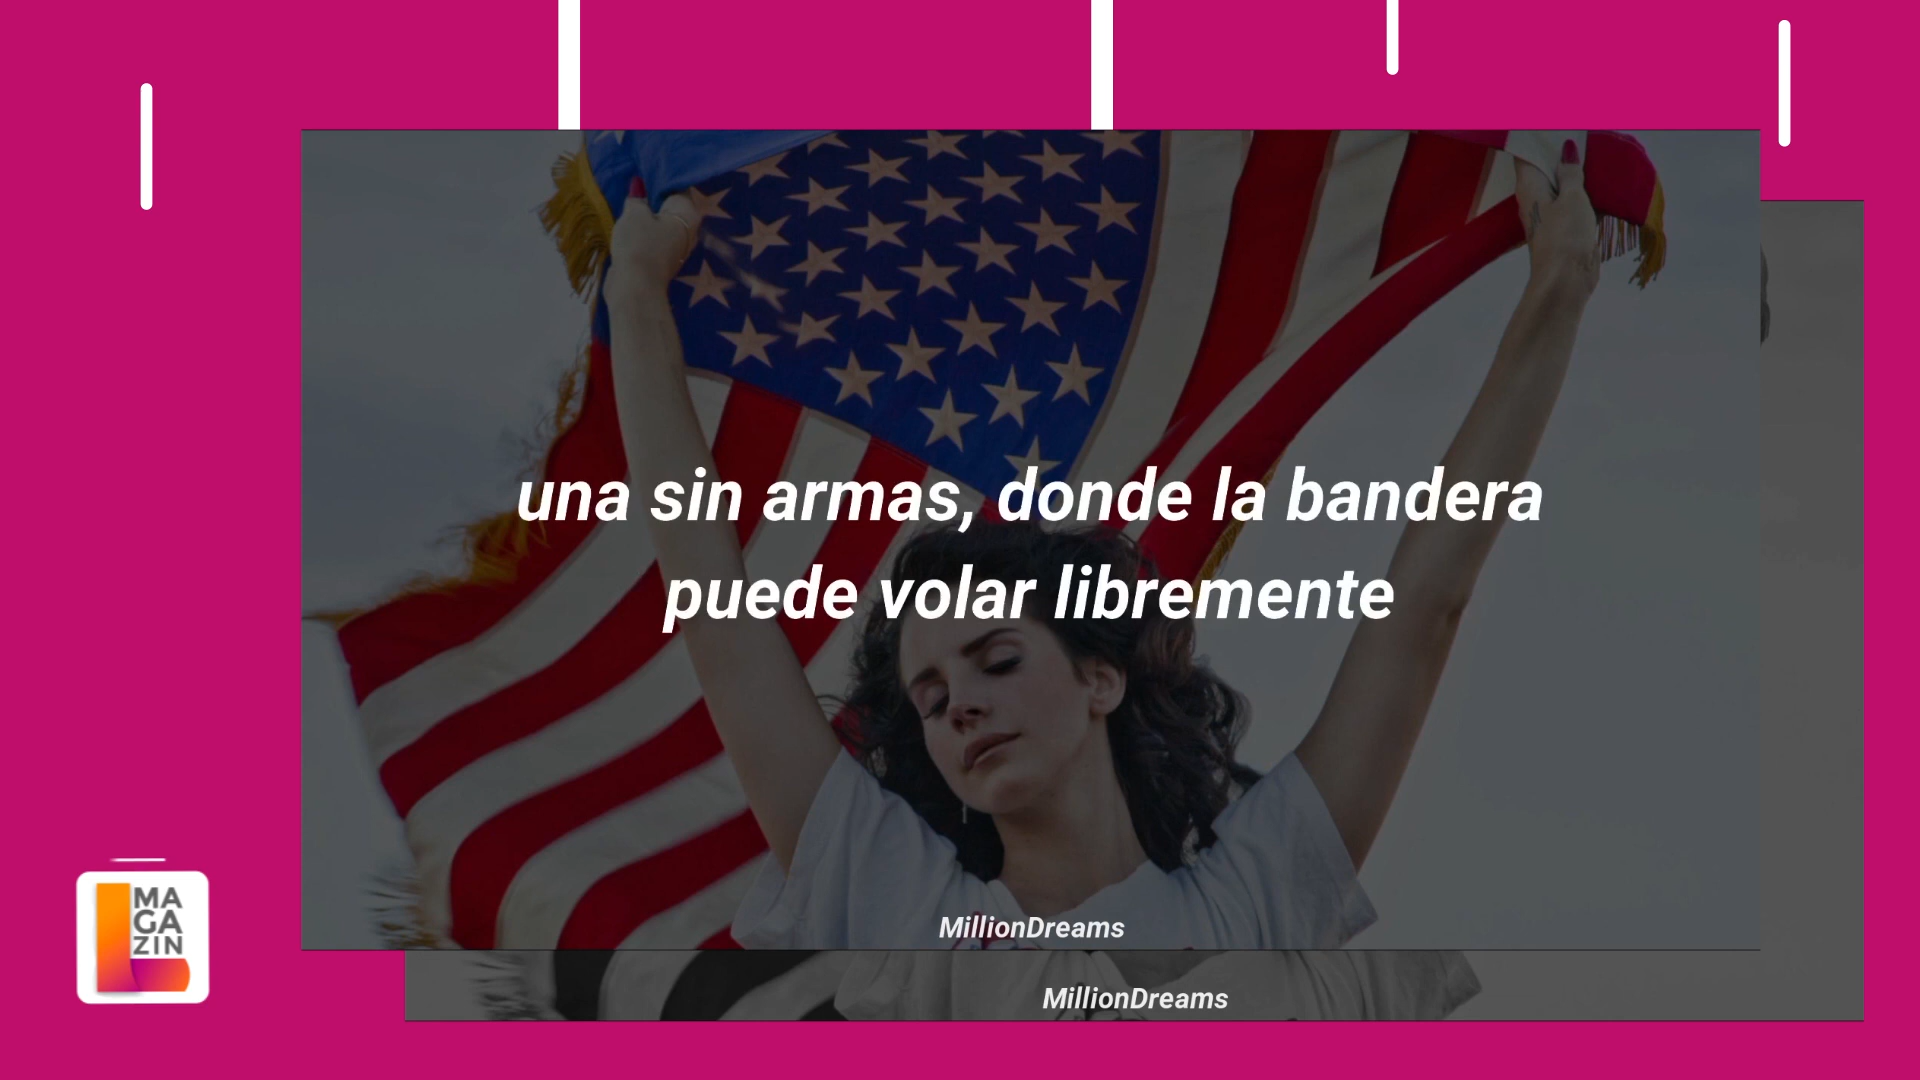 una sin armas, donde la bandera
puede volar libremente
MillionDreams
MillionDreams
MA
GA
ZIN